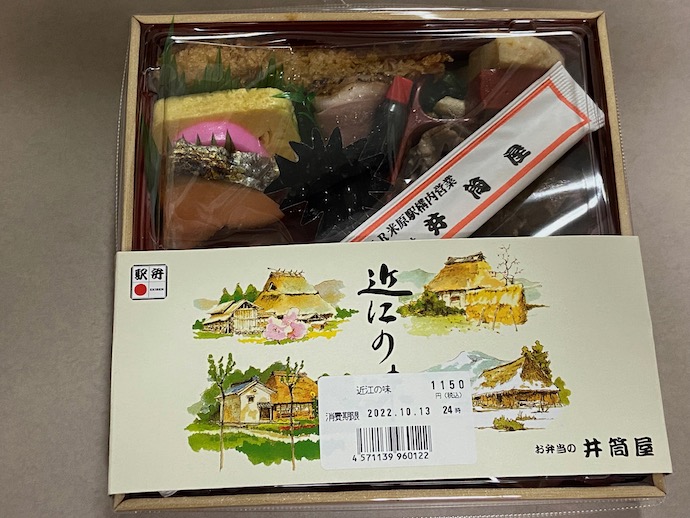 JR米原駅構内営業
井筒屋
駅弁
近江の
近江の味
1150
円(税込)
消費期限 2022.10.13 24時
4 571139 960122
お弁当の 井筒屋